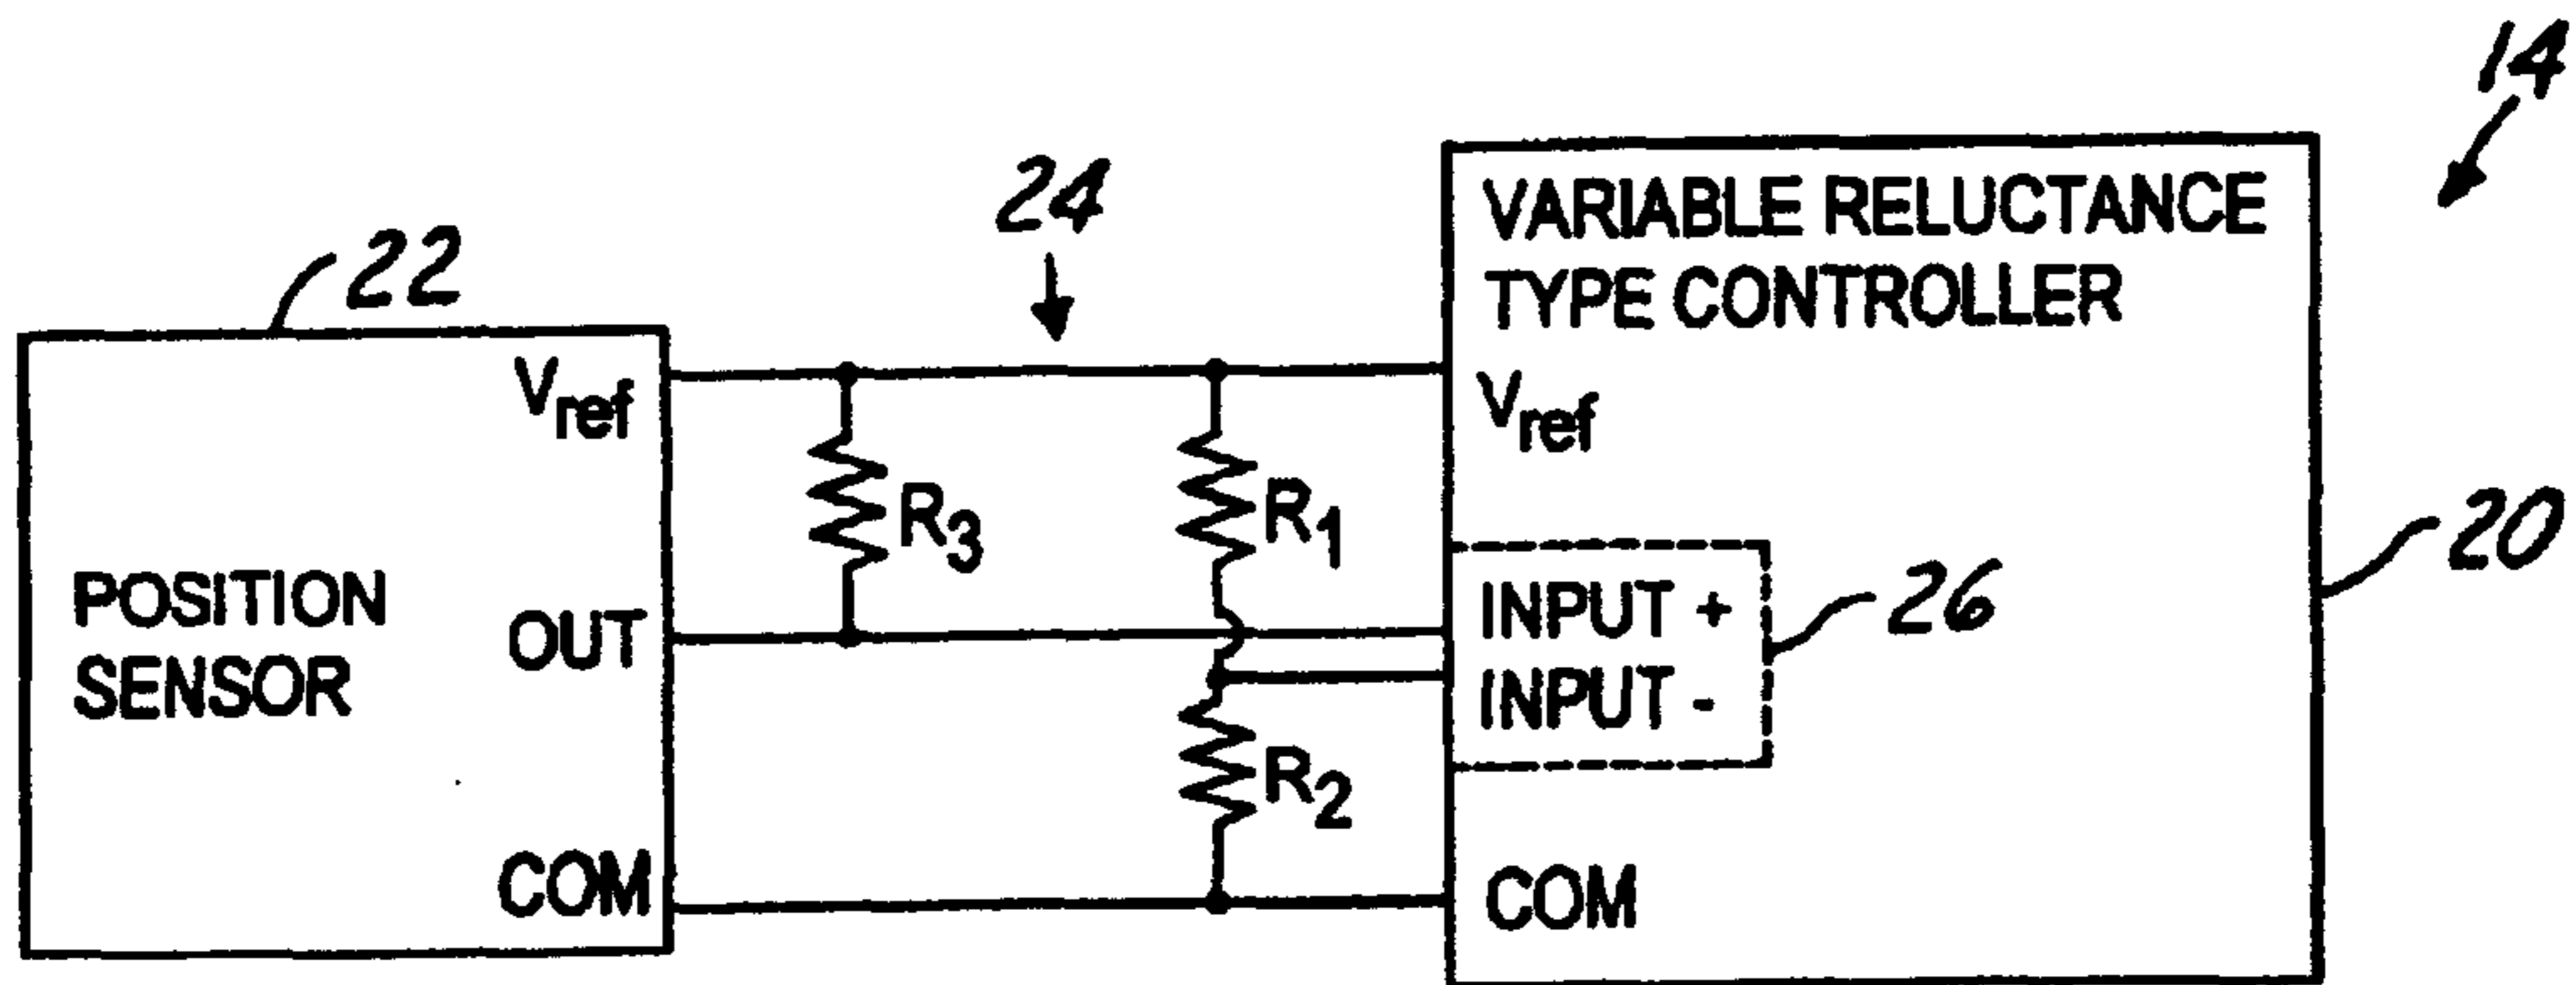 14
24
22
VARIABLE RELUCTANCE
TYPE CONTROLLER
Vref
Vref
R3
R1
20
POSITION
SENSOR
OUT
INPUT +
INPUT -
26
R2
COM
COM